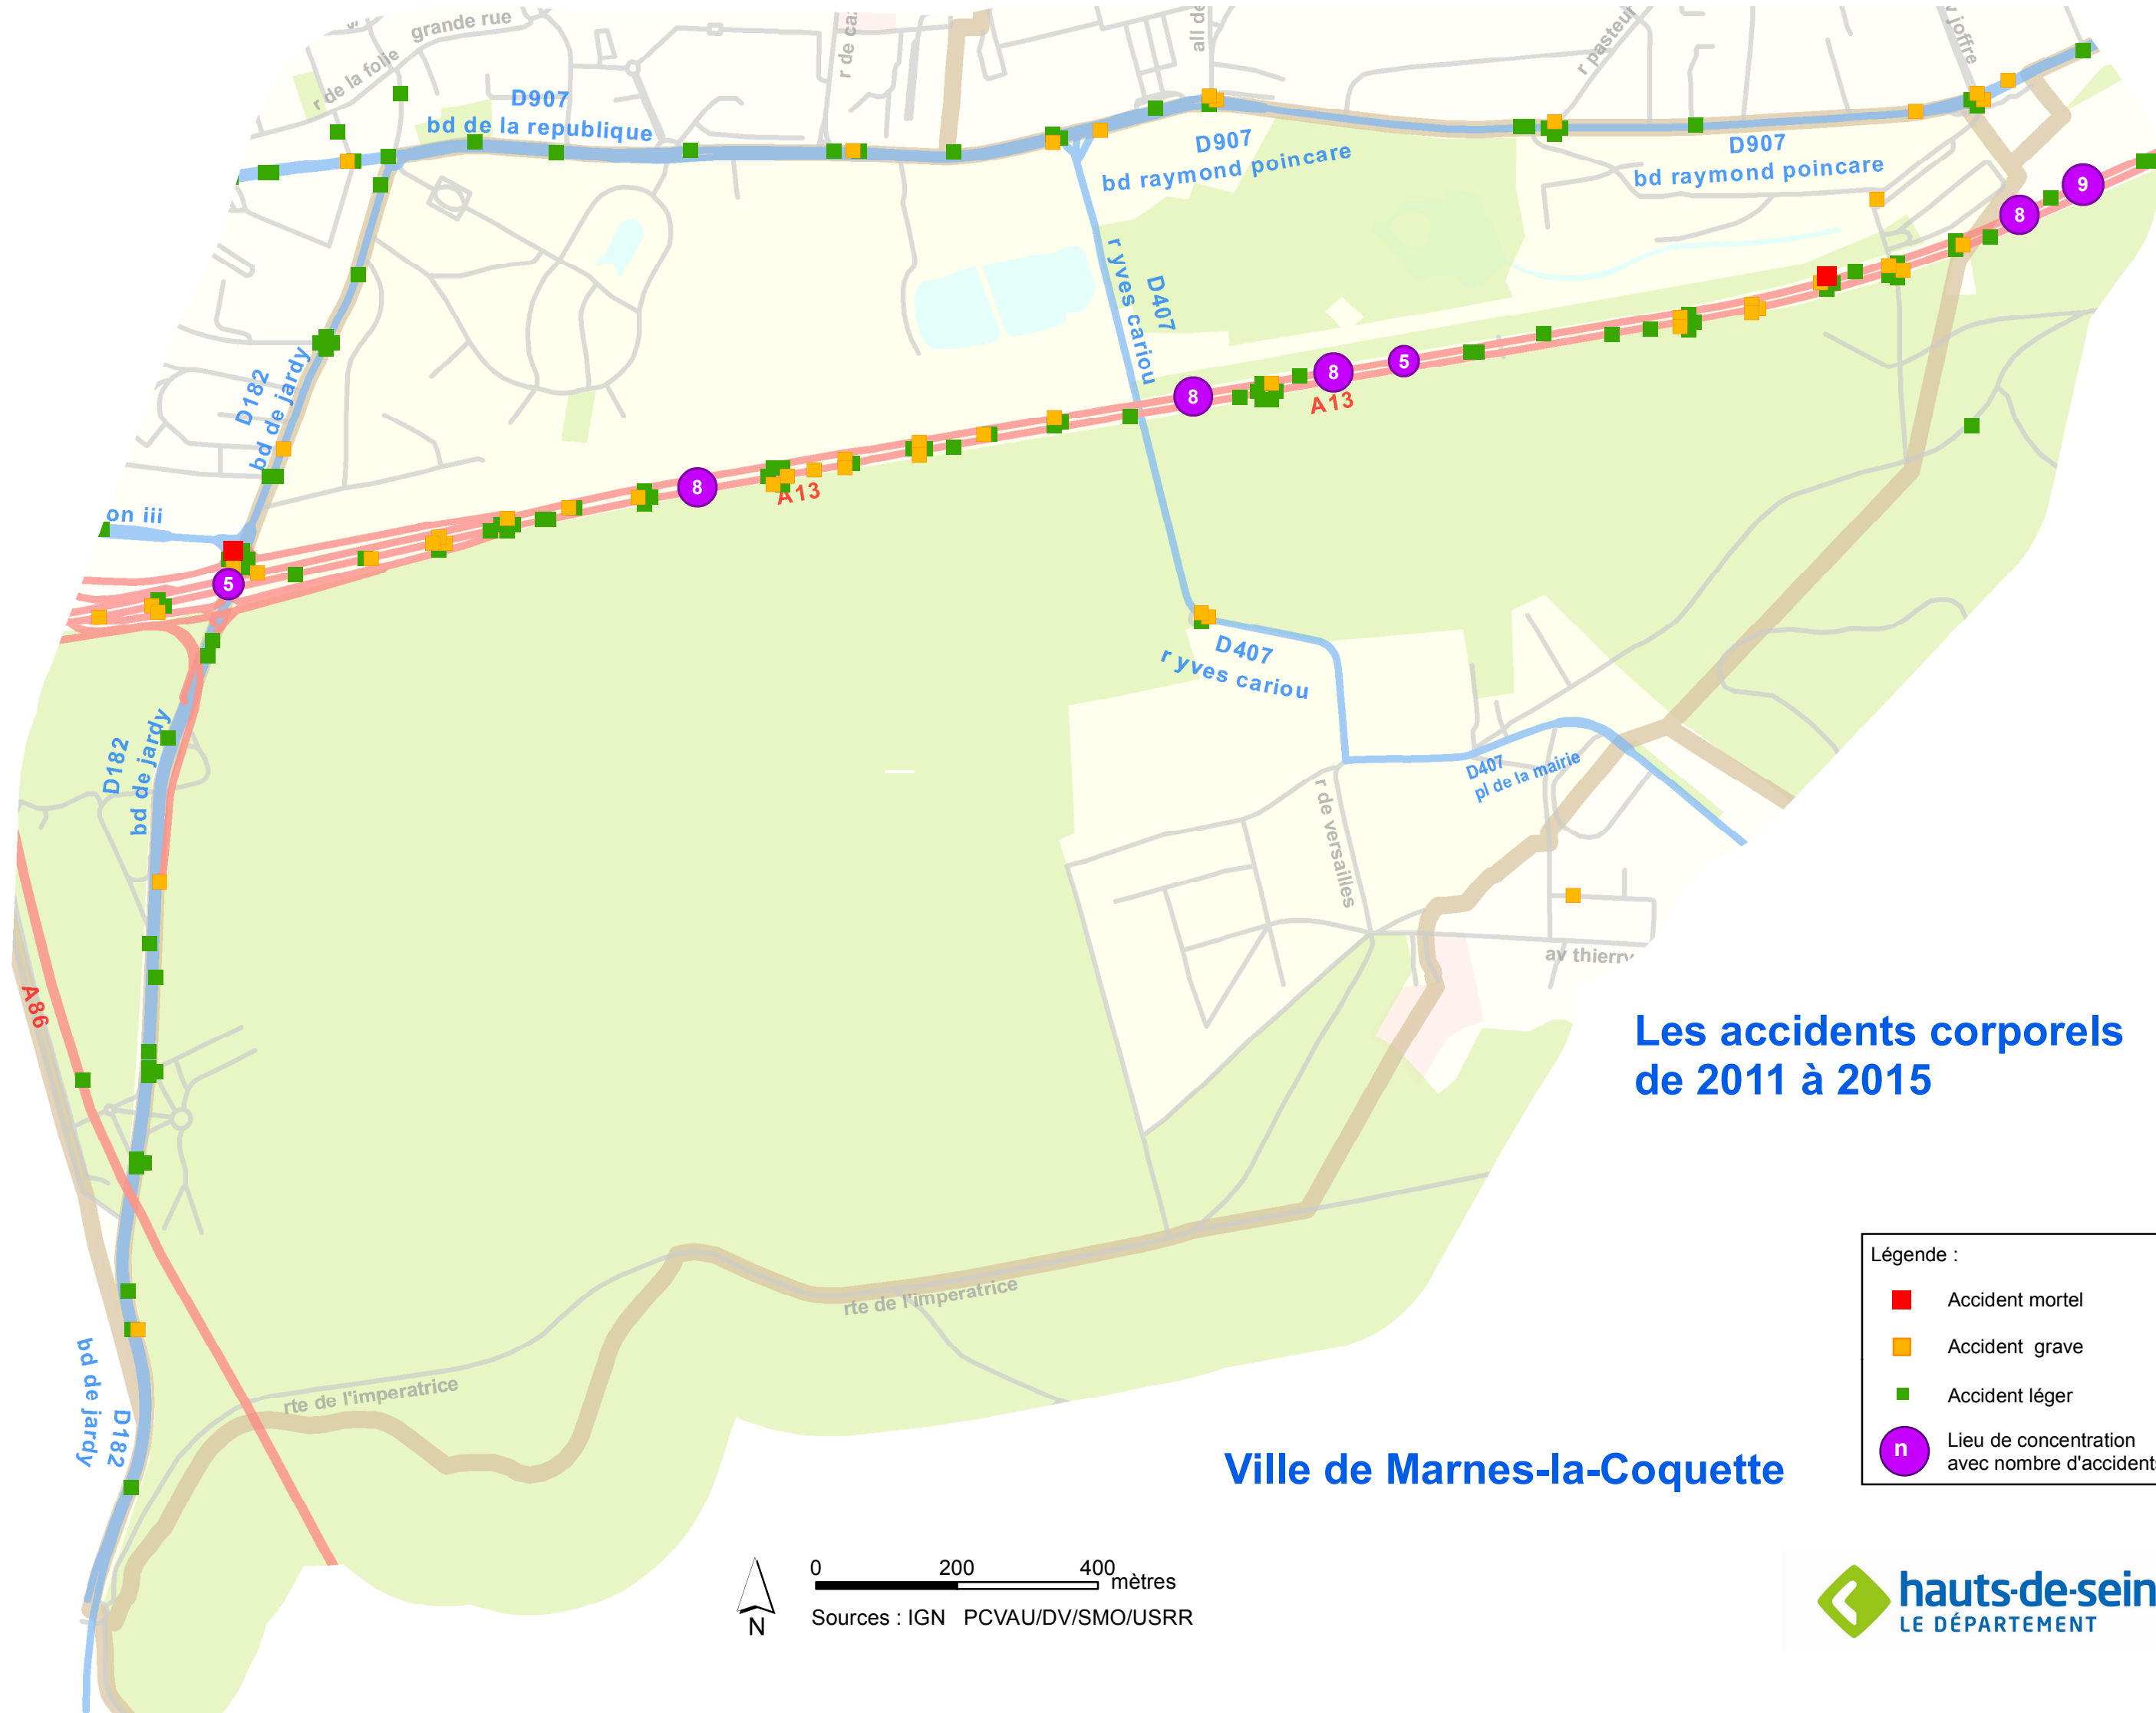 grande rue
r de la folie
D907
bd de la republique
all de
r pasteur
joffre
D907
bd raymond poincare
D907
bd raymond poincare
9
8
D407
r yves cariou
D182
bd de jardy
8
8
5
A13
8
A13
on iii
5
D407
r yves cariou
D182
bd de jardy
D407
pl de la mairie
r de versailles
av thierry
A86
Les accidents corporels
de 2011 à 2015
rte de l'imperatrice
rte de l'imperatrice
bd de jardy
D182
Légende :
Accident mortel
Accident grave
Accident léger
n
Lieu de concentration
avec nombre d'accident
Ville de Marnes-la-Coquette
0 200 400 mètres
N
Sources : IGN PCVAU/DV/SMO/USRR
hauts-de-sein
LE DÉPARTEMENT